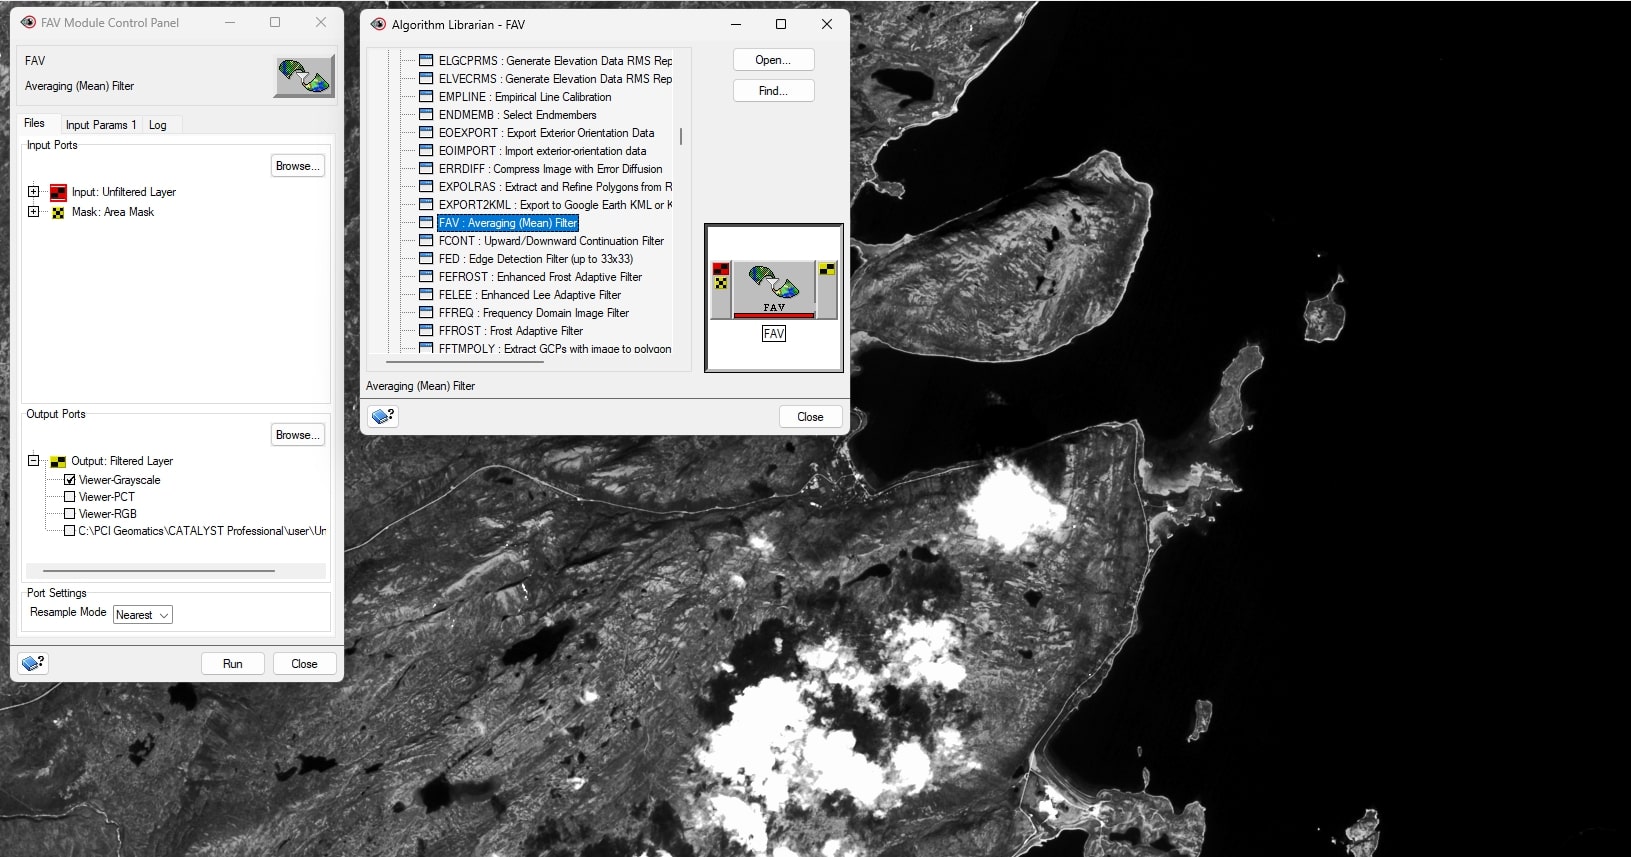 FAV Module Control Panel
FAV
Averaging (Mean) Filter
Files
Input Params 1
Log
Input Ports
Browse...
Input: Unfiltered Layer
Mask: Area Mask
Output Ports
Browse...
Output: Filtered Layer
Viewer-Grayscale
Viewer-PCT
Viewer-RGB
C:\PCI Geomatics\CATALYST Professional\user\Un
Port Settings
Resample Mode
Nearest
Run
Close
Algorithm Librarian - FAV
ELGCPRMS : Generate Elevation Data RMS Rep
ELVECRMS : Generate Elevation Data RMS Rep
EMPLINE : Empirical Line Calibration
ENDMEMB : Select Endmembers
EOEXPORT : Export Exterior Orientation Data
EOIMPORT : Import exterior-orientation data
ERRDIFF : Compress Image with Error Diffusion
EXPOLRAS : Extract and Refine Polygons from R
EXPORT2KML : Export to Google Earth KML or K
FAV : Averaging (Mean) Filter
FCONT : Upward/Downward Continuation Filter
FED : Edge Detection Filter (up to 33x33)
FEFROST : Enhanced Frost Adaptive Filter
FELEE : Enhanced Lee Adaptive Filter
FFREQ : Frequency Domain Image Filter
FFROST : Frost Adaptive Filter
FFTMPOLY : Extract GCPs with image to polygon
Open...
Find...
FAV
FAV
Averaging (Mean) Filter
Close